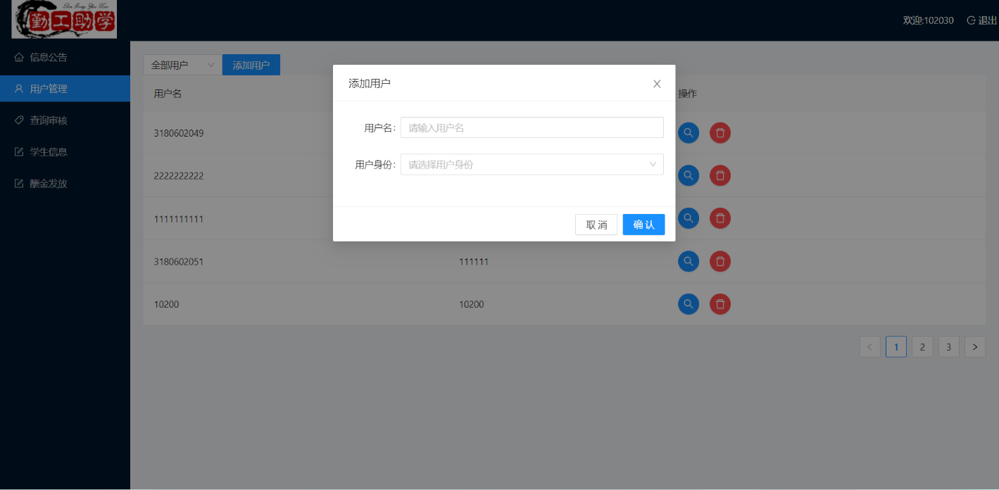 Qin Gong Zhu Xue
勤工助学
欢迎:102030 退出
信息公告
用户管理
查询审核
学生信息
酬金发放
全部用户 添加用户
用户名 操作
3180602049
2222222222
1111111111
3180602051 111111
10200 10200
1 2 3
添加用户
用户名: 请输入用户名
用户身份: 请选择用户身份
取 消 确 认